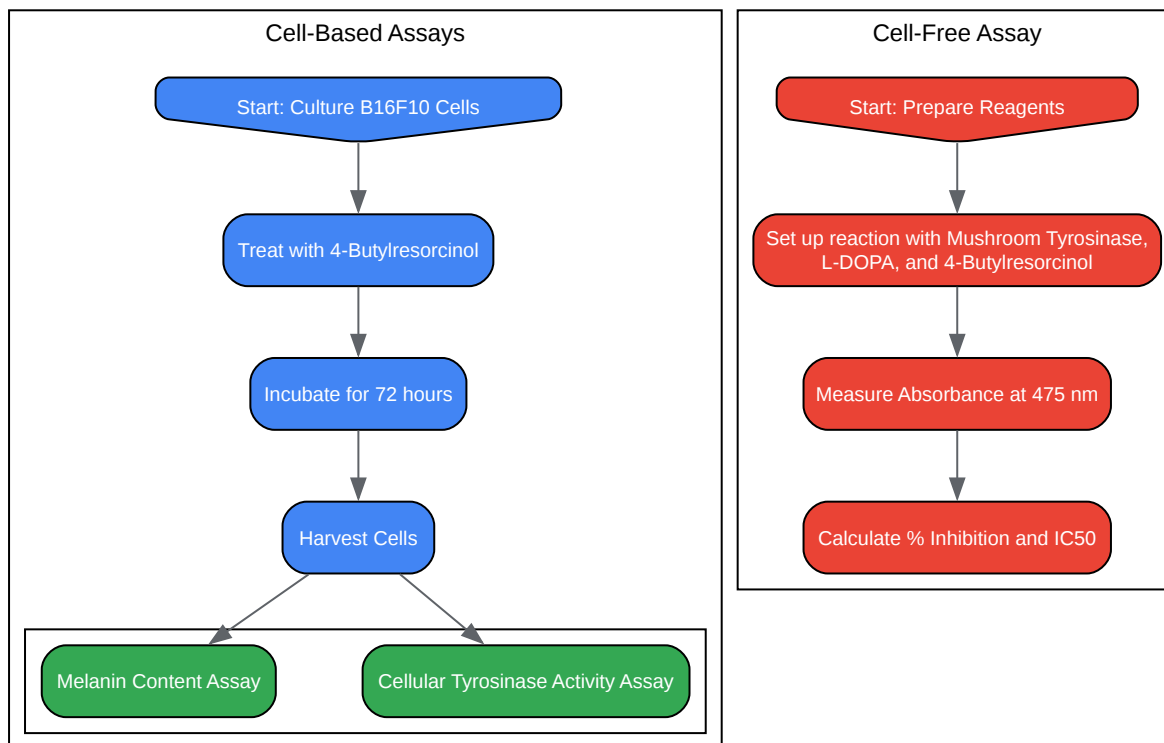 Cell-Based Assays
Start: Culture B16F10 Cells
Treat with 4-Butylresorcinol
Incubate for 72 hours
Harvest Cells
Melanin Content Assay
Cellular Tyrosinase Activity Assay
Cell-Free Assay
Start: Prepare Reagents
Set up reaction with Mushroom Tyrosinase,
L-DOPA, and 4-Butylresorcinol
Measure Absorbance at 475 nm
Calculate % Inhibition and IC50